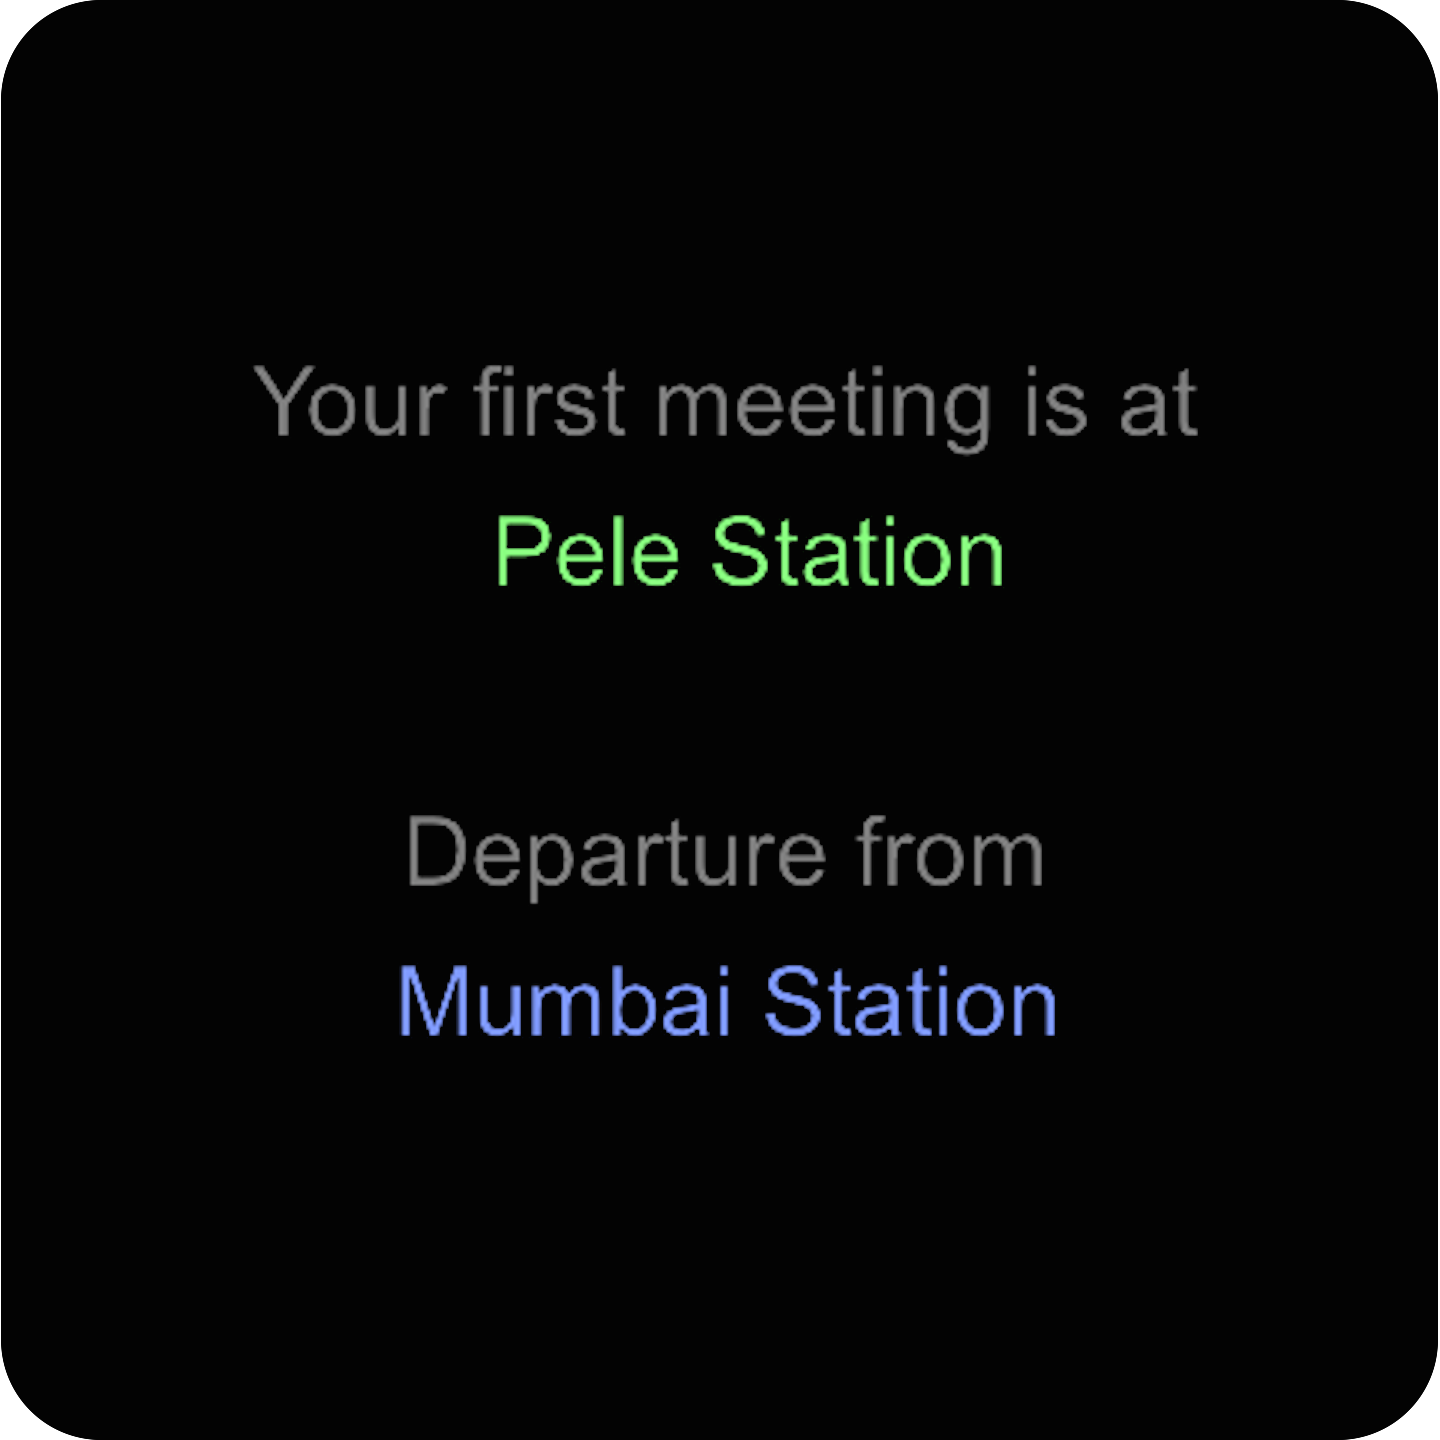 Your first meeting is at
Pele Station
Departure from
Mumbai Station